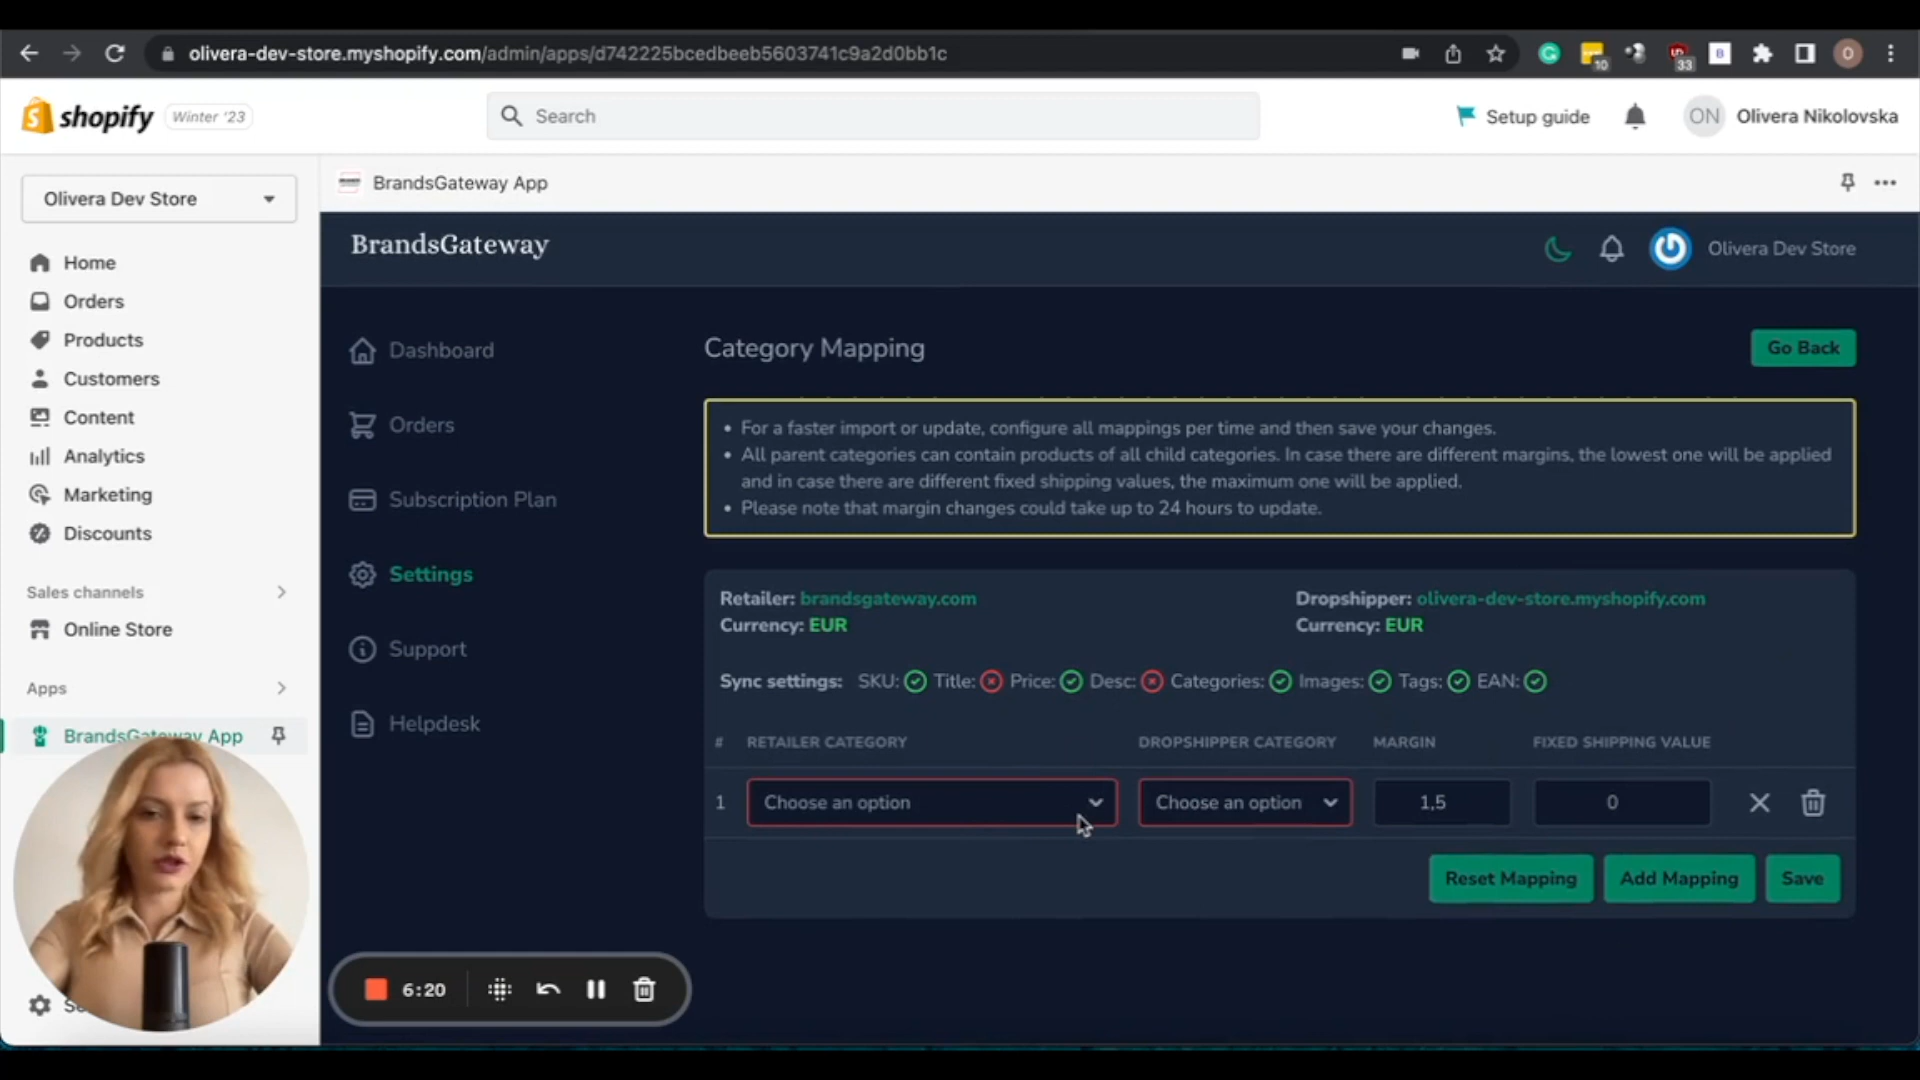 olivera-dev-store.myshopify.com/admin/apps/d742225bcedbeeb5603741c9a2d0bb1c
10
33
B
O
shopify
Winter '23
Search
Setup guide
ON
Olivera Nikolovska
Olivera Dev Store
BrandsGateway App
Home
Orders
Products
Customers
Content
Analytics
Marketing
Discounts
Sales channels
Online Store
Apps
BrandsGateway App
BrandsGateway
Olivera Dev Store
Dashboard
Orders
Subscription Plan
Settings
Support
Helpdesk
Category Mapping
Go Back
• For a faster import or update, configure all mappings per time and then save your changes.
• All parent categories can contain products of all child categories. In case there are different margins, the lowest one will be applied
and in case there are different fixed shipping values, the maximum one will be applied.
• Please note that margin changes could take up to 24 hours to update.
Retailer: brandsgateway.com
Currency: EUR
Dropshipper: olivera-dev-store.myshopify.com
Currency: EUR
Sync settings: SKU: Title: Price: Desc: Categories: Images: Tags: EAN:
# RETAILER CATEGORY DROPSHIPPER CATEGORY MARGIN FIXED SHIPPING VALUE
1 Choose an option Choose an option 1,5 0
Reset Mapping Add Mapping Save
6:20